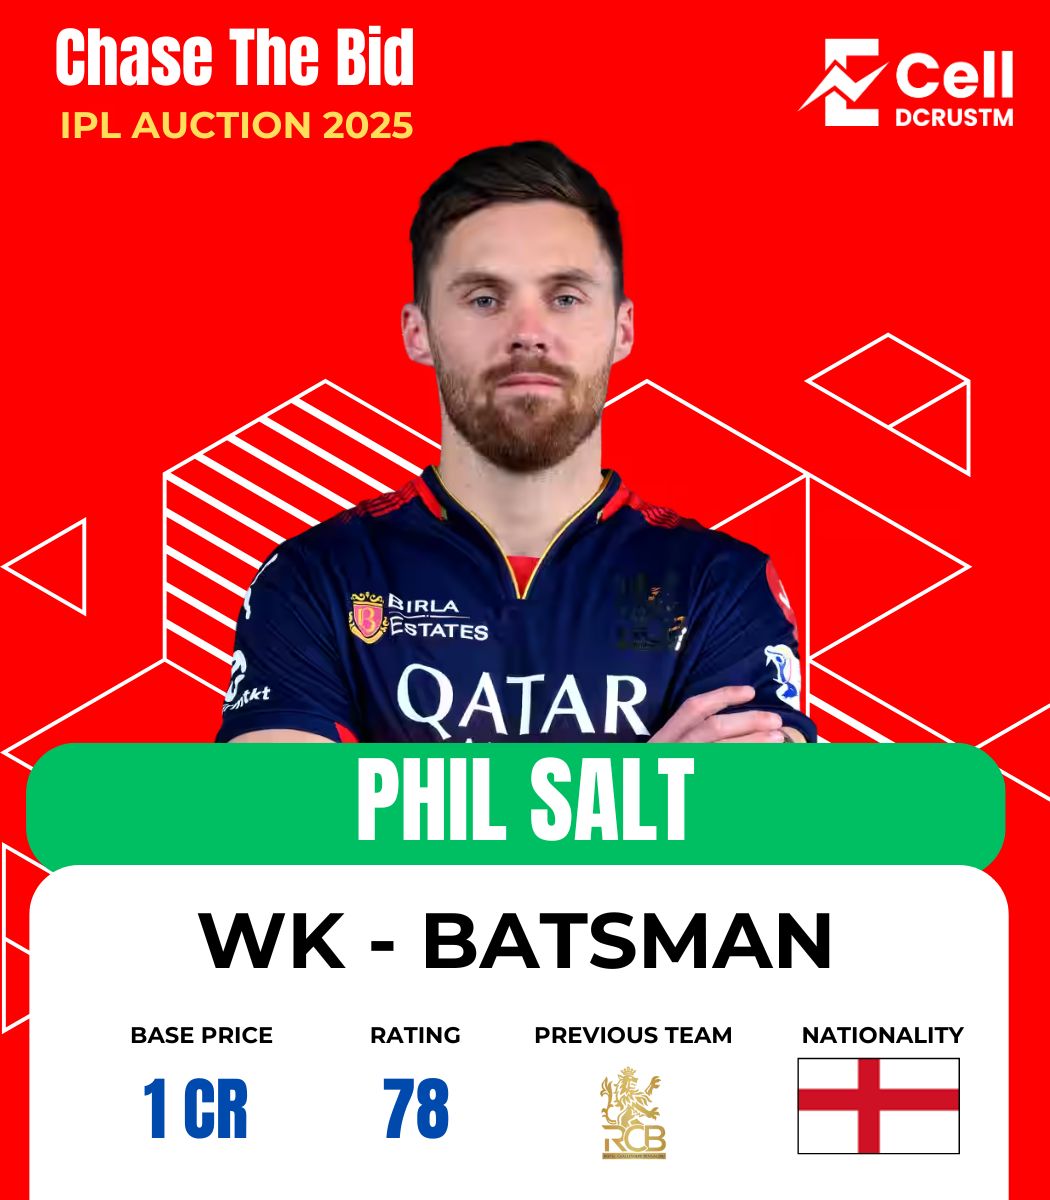 Chase The Bid
IPL AUCTION 2025
Cell
DCRUSTM
BIRLA
ESTATES
QATAR
PHIL SALT
WK - BATSMAN
BASE PRICE
RATING
PREVIOUS TEAM
NATIONALITY
1 CR
78
RCB